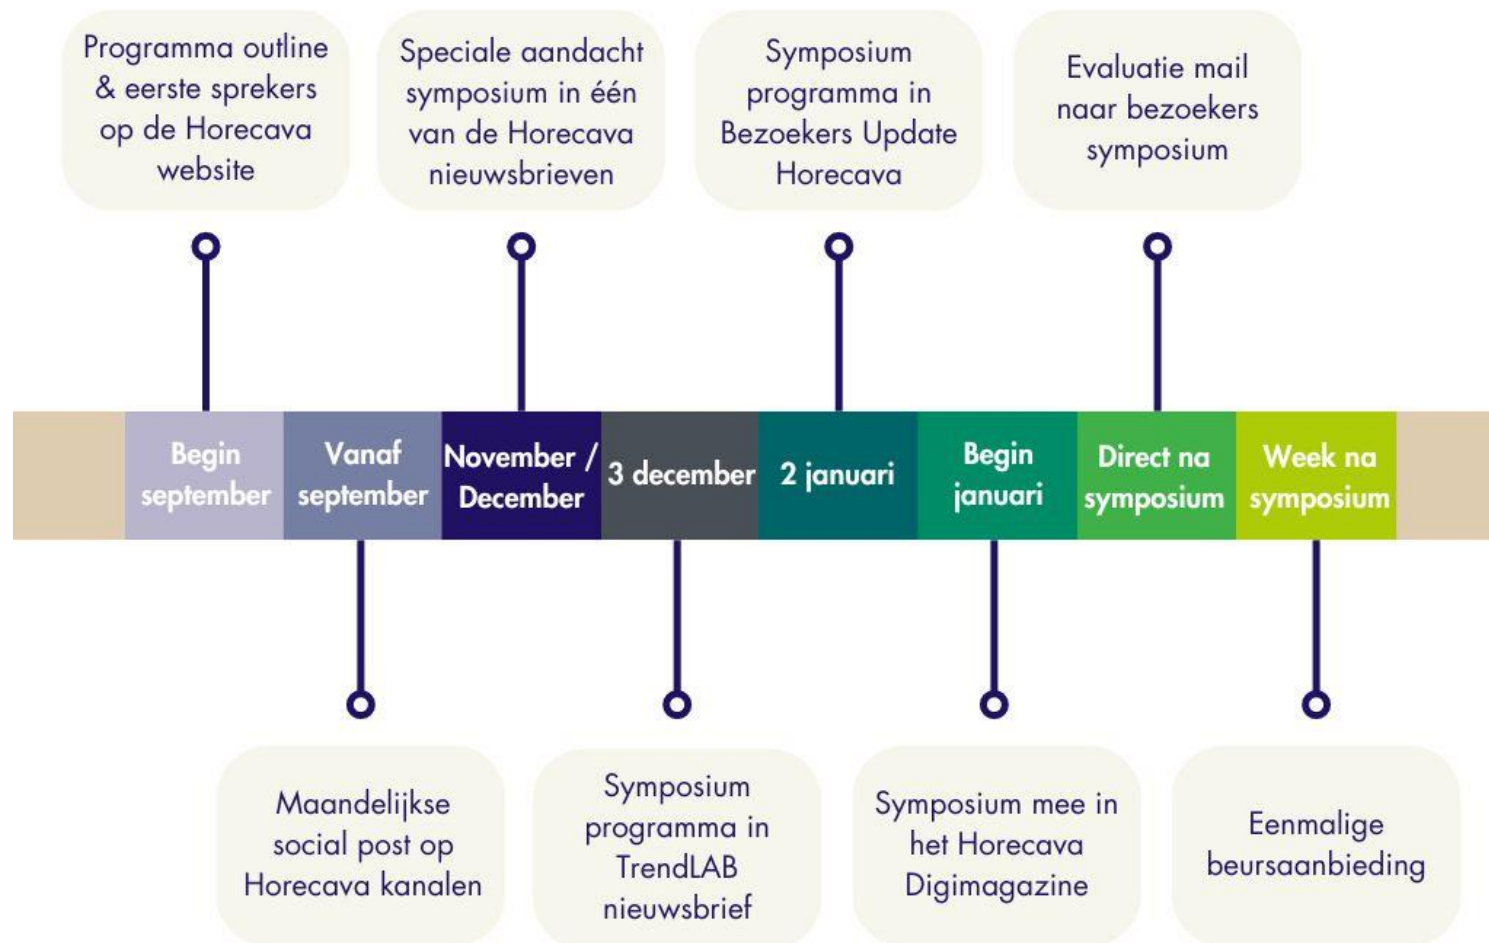 Programma outline
& eerste sprekers
op de Horecava
website
Speciale aandacht
symposium in één
van de Horecava
nieuwsbrieven
Symposium
programma in
Bezoekers Update
Horecava
Evaluatie mail
naar bezoekers
symposium
Begin
september
Vanaf
september
November /
December
3 december
2 januari
Begin
januari
Direct na
symposium
Week na
symposium
Maandelijkse
social post op
Horecava kanalen
Symposium
programma in
TrendLAB
nieuwsbrief
Symposium mee in
het Horecava
Digimagazine
Eenmalige
beursaanbieding